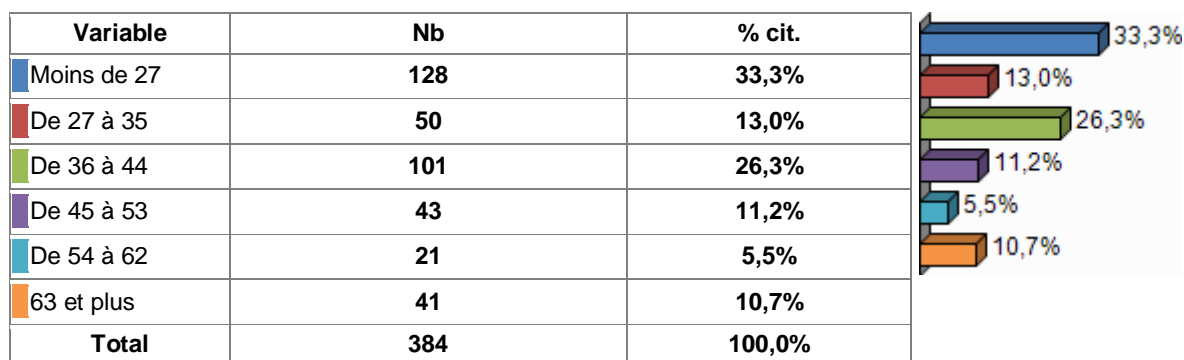 Variable Nb % cit.
Moins de 27 128 33,3%
De 27 à 35 50 13,0%
De 36 à 44 101 26,3%
De 45 à 53 43 11,2%
De 54 à 62 21 5,5%
63 et plus 41 10,7%
Total 384 100,0%
33,3%
13,0%
26,3%
11,2%
5,5%
10,7%